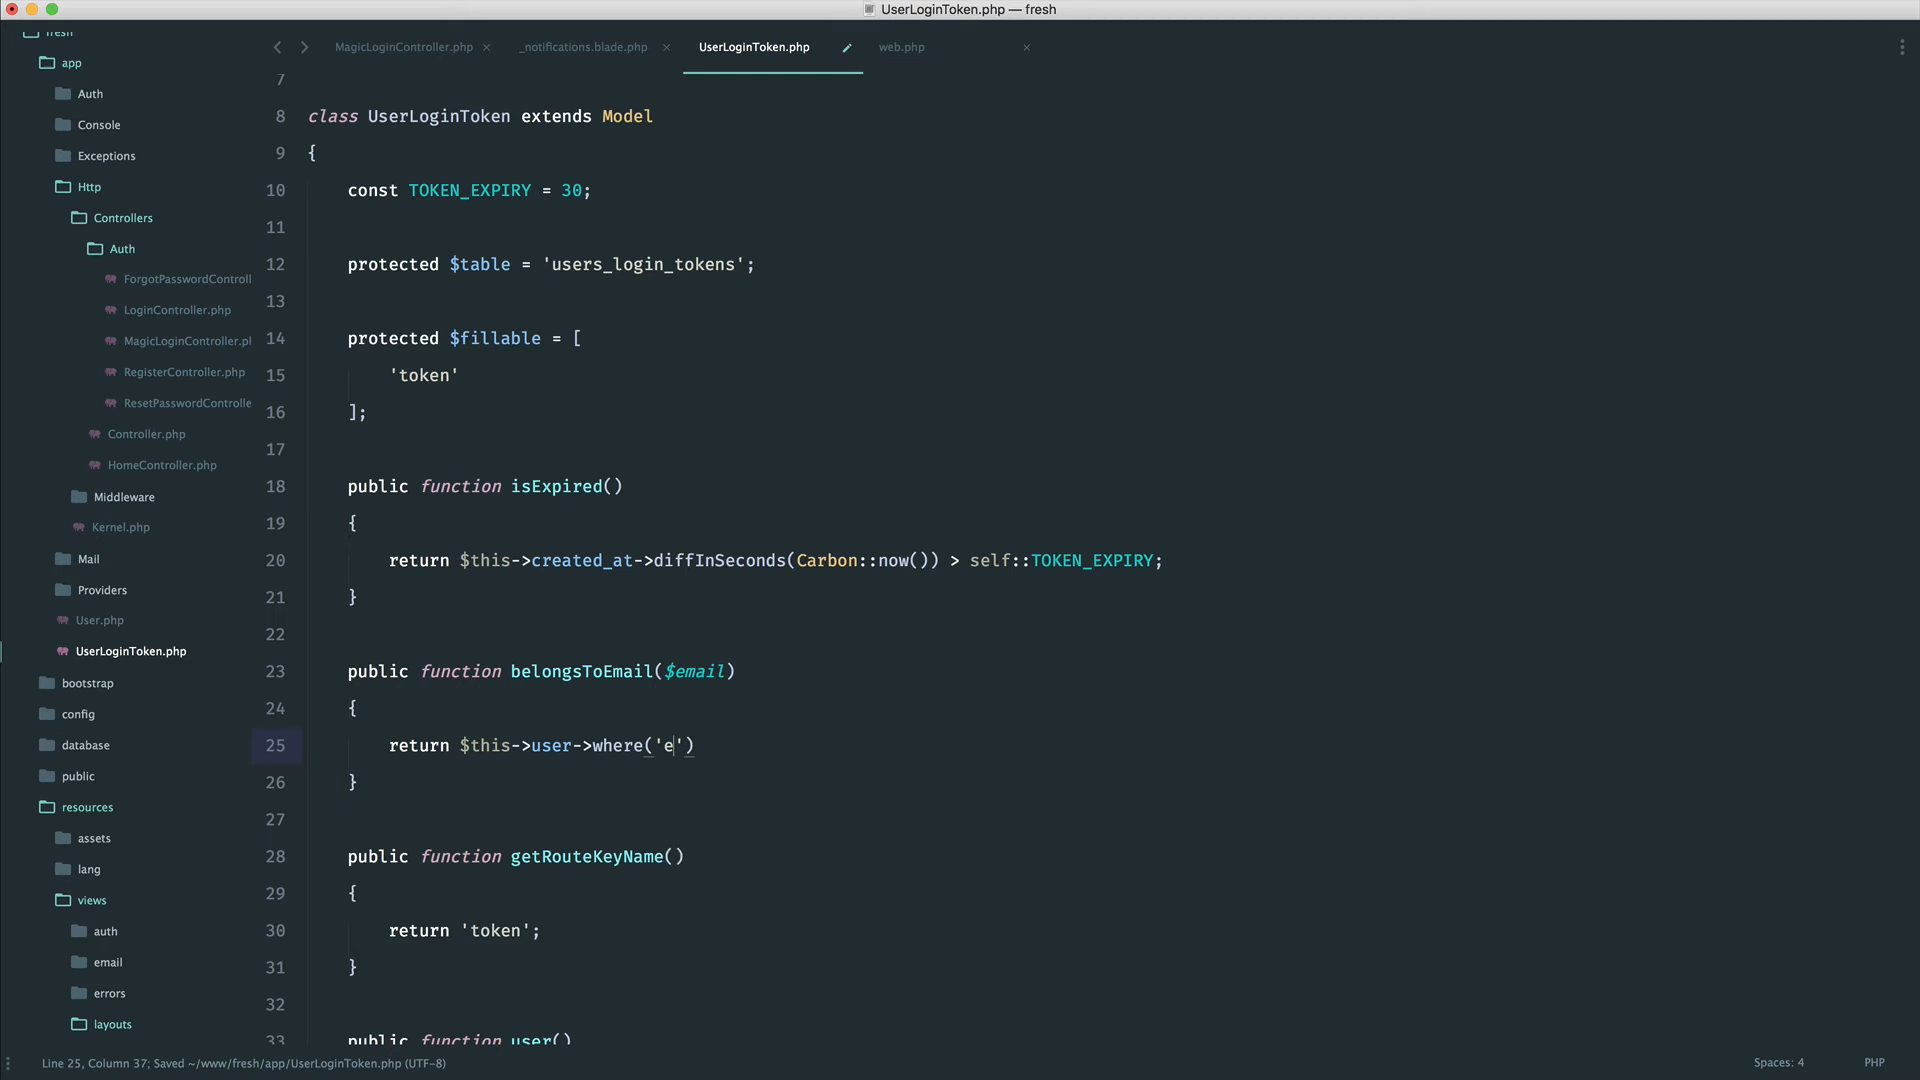 UserLoginToken.php — fresh
fresh
app
Auth
Console
Exceptions
Http
Controllers
Auth
ForgotPasswordControll
LoginController.php
MagicLoginController.pl
RegisterController.php
ResetPasswordControlle
Controller.php
HomeController.php
Middleware
Kernel.php
Mail
Providers
User.php
UserLoginToken.php
bootstrap
config
database
public
resources
assets
lang
views
auth
email
errors
layouts
MagicLoginController.php
_notifications.blade.php
UserLoginToken.php
web.php
7
8 class UserLoginToken extends Model
9 {
10 const TOKEN_EXPIRY = 30;
11
12 protected $table = 'users_login_tokens';
13
14 protected $fillable = [
15 'token'
16 ];
17
18 public function isExpired()
19 {
20 return $this->created_at->diffInSeconds(Carbon::now()) > self::TOKEN_EXPIRY;
21 }
22
23 public function belongsToEmail($email)
24 {
25 return $this->user->where('e')
26 }
27
28 public function getRouteKeyName()
29 {
30 return 'token';
31 }
32
33 public function user()
Line 25, Column 37; Saved ~/www/fresh/app/UserLoginToken.php (UTF-8)
Spaces: 4
PHP